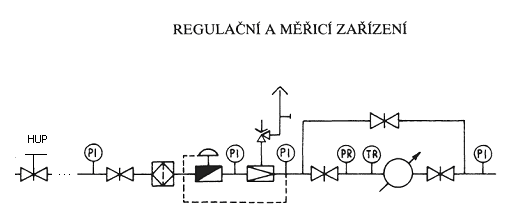 REGULAČNÍ A MĚŘICÍ ZAŘÍZENÍ
HUP
PI
PI
PI
PR
TR
PI